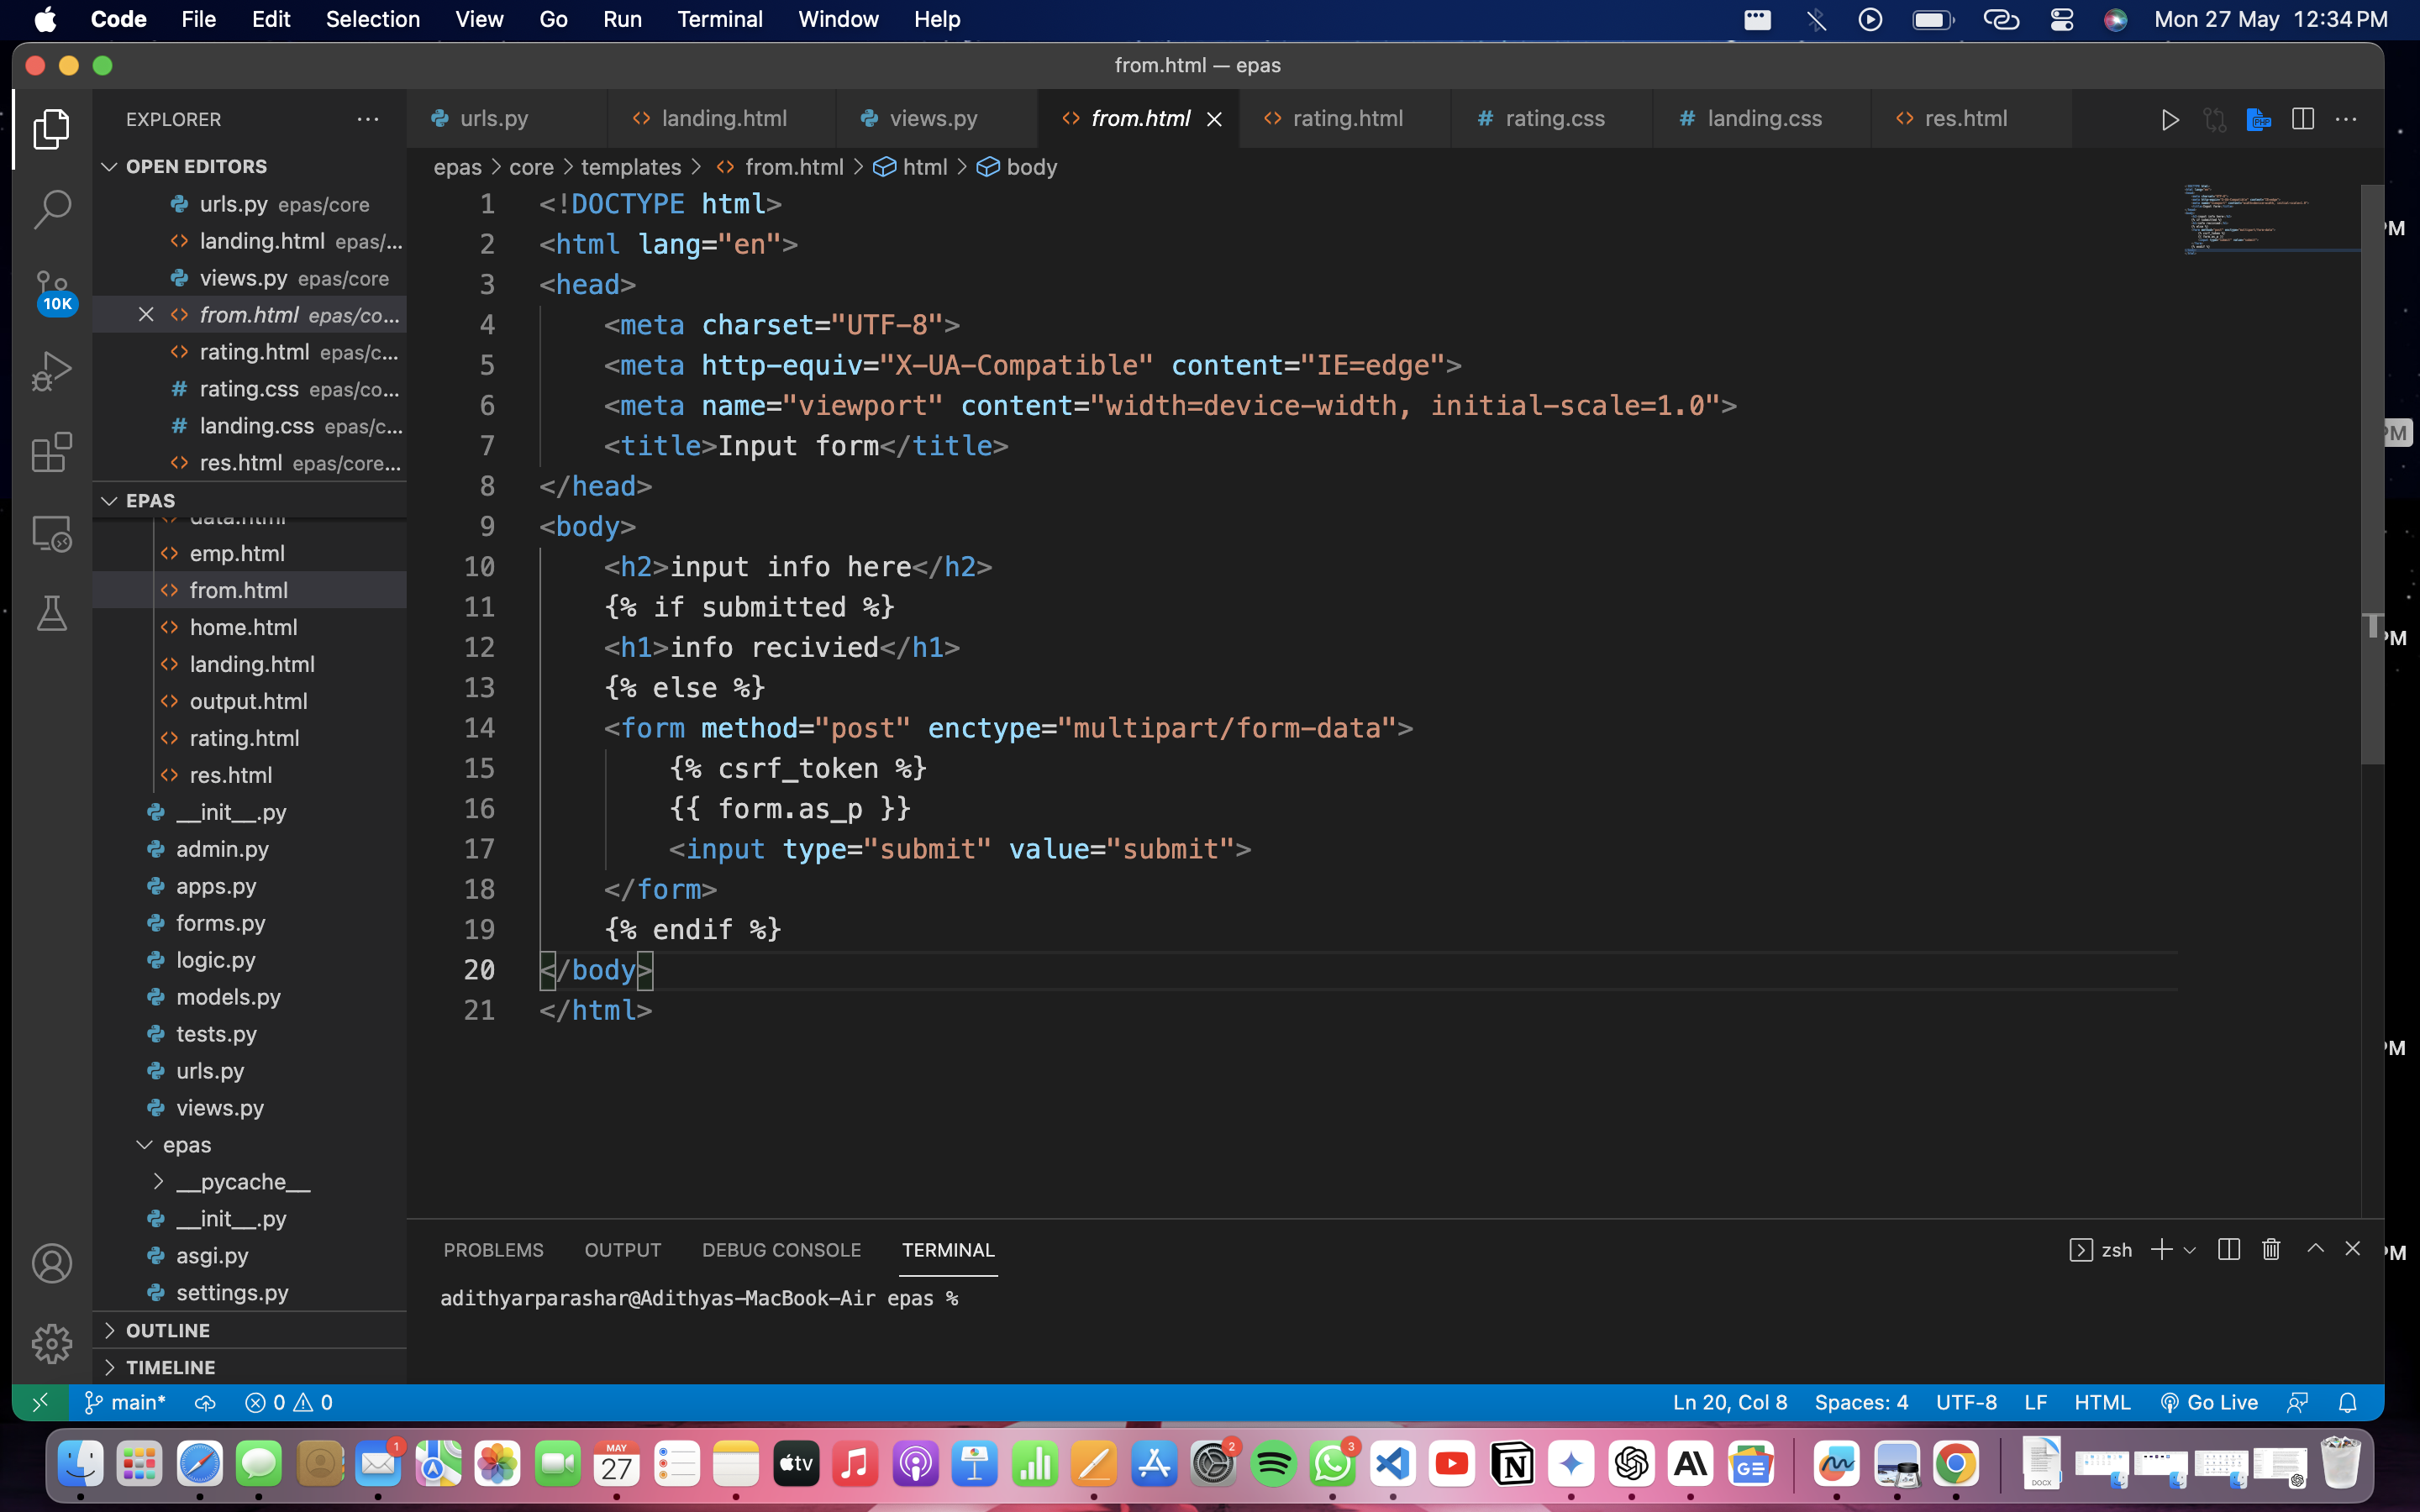 Code File Edit Selection View Go Run Terminal Window Help Mon 27 May 12:34 PM
from.html — epas
EXPLORER
urls.py landing.html views.py from.html rating.html # rating.css # landing.css res.html
epas > core > templates > from.html > html > body
OPEN EDITORS
urls.py epas/core
landing.html epas/...
views.py epas/core
from.html epas/co...
rating.html epas/c...
# rating.css epas/co...
# landing.css epas/c...
res.html epas/core...
10K
EPAS
data.html
emp.html
from.html
home.html
landing.html
output.html
rating.html
res.html
__init__.py
admin.py
apps.py
forms.py
logic.py
models.py
tests.py
urls.py
views.py
epas
__pycache__
__init__.py
asgi.py
settings.py
OUTLINE
TIMELINE
1 <!DOCTYPE html>
2 <html lang="en">
3 <head>
4 <meta charset="UTF-8">
5 <meta http-equiv="X-UA-Compatible" content="IE=edge">
6 <meta name="viewport" content="width=device-width, initial-scale=1.0">
7 <title>Input form</title>
8 </head>
9 <body>
10 <h2>input info here</h2>
11 {% if submitted %}
12 <h1>info recivied</h1>
13 {% else %}
14 <form method="post" enctype="multipart/form-data">
15 {% csrf_token %}
16 {{ form.as_p }}
17 <input type="submit" value="submit">
18 </form>
19 {% endif %}
20 </body>
21 </html>
PM
PM
PM
PM
PM
PROBLEMS OUTPUT DEBUG CONSOLE TERMINAL zsh
adithyarparashar@Adithyas-MacBook-Air epas %
main* 0 0 Ln 20, Col 8 Spaces: 4 UTF-8 LF HTML Go Live
1 MAY 27 tv 2 3 N A\ GE DOCX